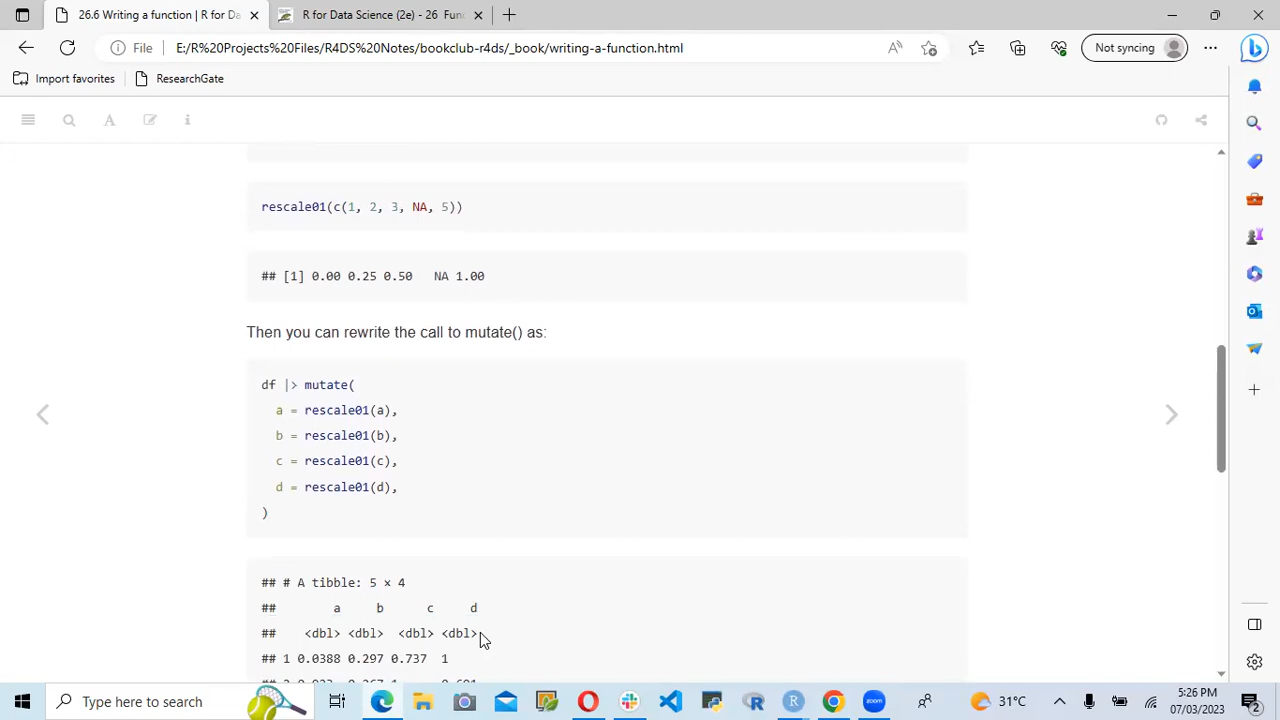 26.6 Writing a function | R for Da
R for Data Science (2e) - 26 Fun
File
E:/R%20Projects%20Files/R4DS%20Notes/bookclub-r4ds/_book/writing-a-function.html
Not syncing
Import favorites
ResearchGate
rescale01(c(1, 2, 3, NA, 5))
## [1] 0.00 0.25 0.50   NA 1.00
Then you can rewrite the call to mutate() as:
df |> mutate(
a = rescale01(a),
b = rescale01(b),
c = rescale01(c),
d = rescale01(d),
)
## # A tibble: 5 × 4
##        a     b      c     d
##    <dbl> <dbl>  <dbl> <dbl>
## 1 0.0388 0.297 0.737  1
Type here to search
31°C
5:26 PM
07/03/2023
2